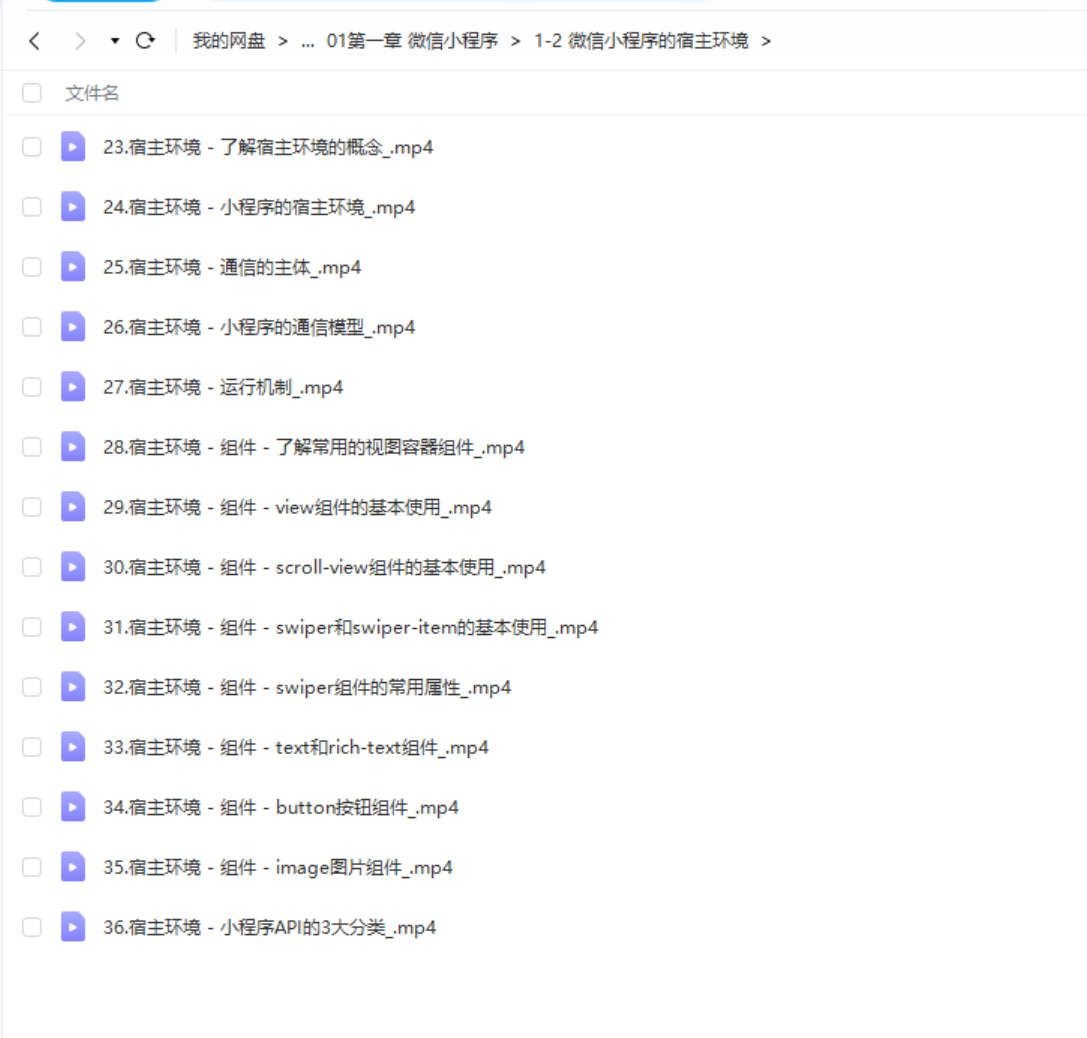 我的网盘 > ... 01第一章 微信小程序 > 1-2 微信小程序的宿主环境 >
文件名
23.宿主环境 - 了解宿主环境的概念_.mp4
24.宿主环境 - 小程序的宿主环境_.mp4
25.宿主环境 - 通信的主体_.mp4
26.宿主环境 - 小程序的通信模型_.mp4
27.宿主环境 - 运行机制_.mp4
28.宿主环境 - 组件 - 了解常用的视图容器组件_.mp4
29.宿主环境 - 组件 - view组件的基本使用_.mp4
30.宿主环境 - 组件 - scroll-view组件的基本使用_.mp4
31.宿主环境 - 组件 - swiper和swiper-item的基本使用_.mp4
32.宿主环境 - 组件 - swiper组件的常用属性_.mp4
33.宿主环境 - 组件 - text和rich-text组件_.mp4
34.宿主环境 - 组件 - button按钮组件_.mp4
35.宿主环境 - 组件 - image图片组件_.mp4
36.宿主环境 - 小程序API的3大分类_.mp4